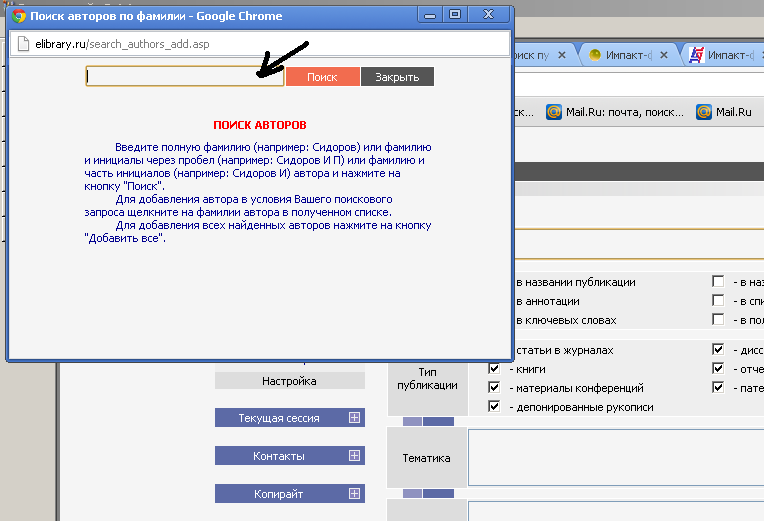 Поиск авторов по фамилии - Google Chrome
elibrary.ru/search_authors_add.asp
Поиск
Закрыть
ПОИСК АВТОРОВ
Введите полную фамилию (например: Сидоров) или фамилию
и инициалы через пробел (например: Сидоров И П) или фамилию и
часть инициалов (например: Сидоров И) автора и нажмите на
кнопку "Поиск".
Для добавления автора в условия Вашего поискового
запроса щелкните на фамилии автора в полученном списке.
Для добавления всех найденных авторов нажмите на кнопку
"Добавить все".
Импакт-ф
Импакт-ф
Mail.Ru: почта, поиск...
Mail.Ru
в названии публикации
- в наз
в аннотации
- в спи
в ключевых словах
- в пол
Тип
публикации
статьи в журналах
- дисс
- книги
- отче
- материалы конференций
- пате
- депонированные рукописи
Настройка
Текущая сессия
Контакты
Копирайт
Тематика